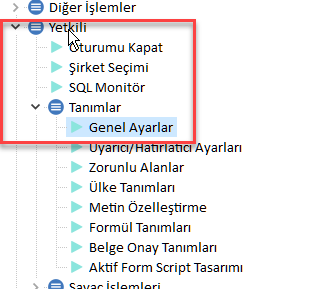 Diğer İşlemler
Yetkili
Oturumu Kapat
Şirket Seçimi
SQL Monitör
Tanımlar
Genel Ayarlar
Uyarıcı/Hatırlatıcı Ayarları
Zorunlu Alanlar
Ülke Tanımları
Metin Özelleştirme
Formül Tanımları
Belge Onay Tanımları
Aktif Form Script Tasarımı
Sayaç İşlemleri